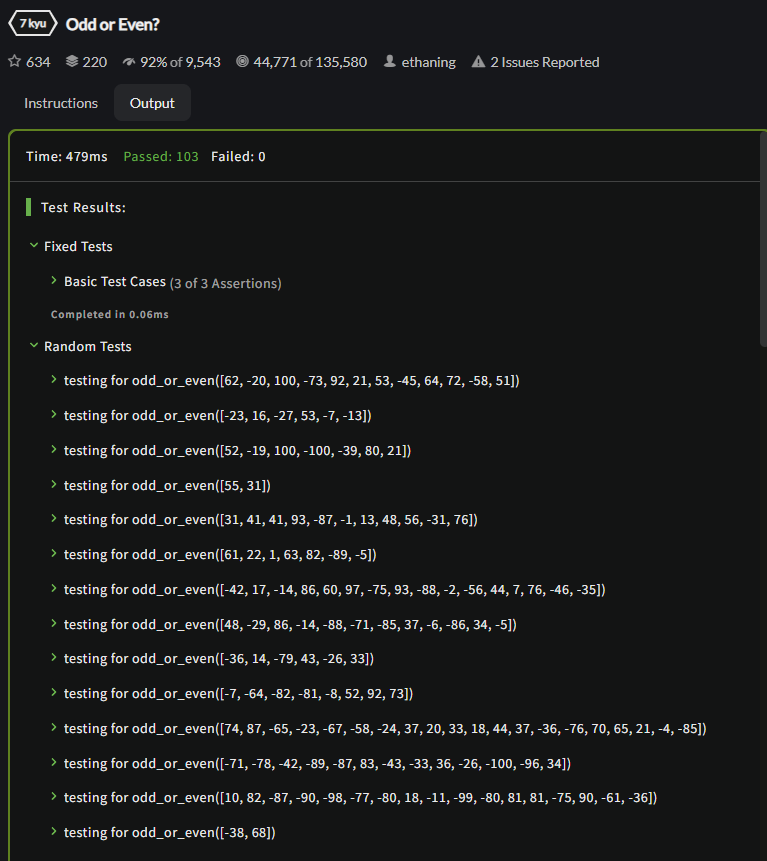 7 kyu Odd or Even?
634 220 92% of 9,543 44,771 of 135,580 ethaning 2 Issues Reported
Instructions Output
Time: 479ms Passed: 103 Failed: 0
Test Results:
Fixed Tests
Basic Test Cases (3 of 3 Assertions)
Completed in 0.06ms
Random Tests
testing for odd_or_even([62, -20, 100, -73, 92, 21, 53, -45, 64, 72, -58, 51])
testing for odd_or_even([-23, 16, -27, 53, -7, -13])
testing for odd_or_even([52, -19, 100, -100, -39, 80, 21])
testing for odd_or_even([55, 31])
testing for odd_or_even([31, 41, 41, 93, -87, -1, 13, 48, 56, -31, 76])
testing for odd_or_even([61, 22, 1, 63, 82, -89, -5])
testing for odd_or_even([-42, 17, -14, 86, 60, 97, -75, 93, -88, -2, -56, 44, 7, 76, -46, -35])
testing for odd_or_even([48, -29, 86, -14, -88, -71, -85, 37, -6, -86, 34, -5])
testing for odd_or_even([-36, 14, -79, 43, -26, 33])
testing for odd_or_even([-7, -64, -82, -81, -8, 52, 92, 73])
testing for odd_or_even([74, 87, -65, -23, -67, -58, -24, 37, 20, 33, 18, 44, 37, -36, -76, 70, 65, 21, -4, -85])
testing for odd_or_even([-71, -78, -42, -89, -87, 83, -43, -33, 36, -26, -100, -96, 34])
testing for odd_or_even([10, 82, -87, -90, -98, -77, -80, 18, -11, -99, -80, 81, 81, -75, 90, -61, -36])
testing for odd_or_even([-38, 68])